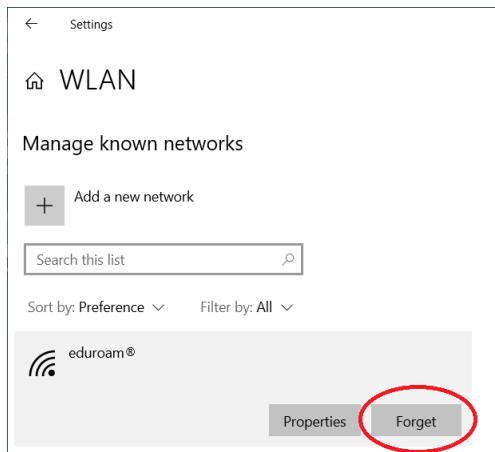 Settings
WLAN
Manage known networks
Add a new network
Search this list
Sort by: Preference Filter by: All
eduroam®
Properties Forget